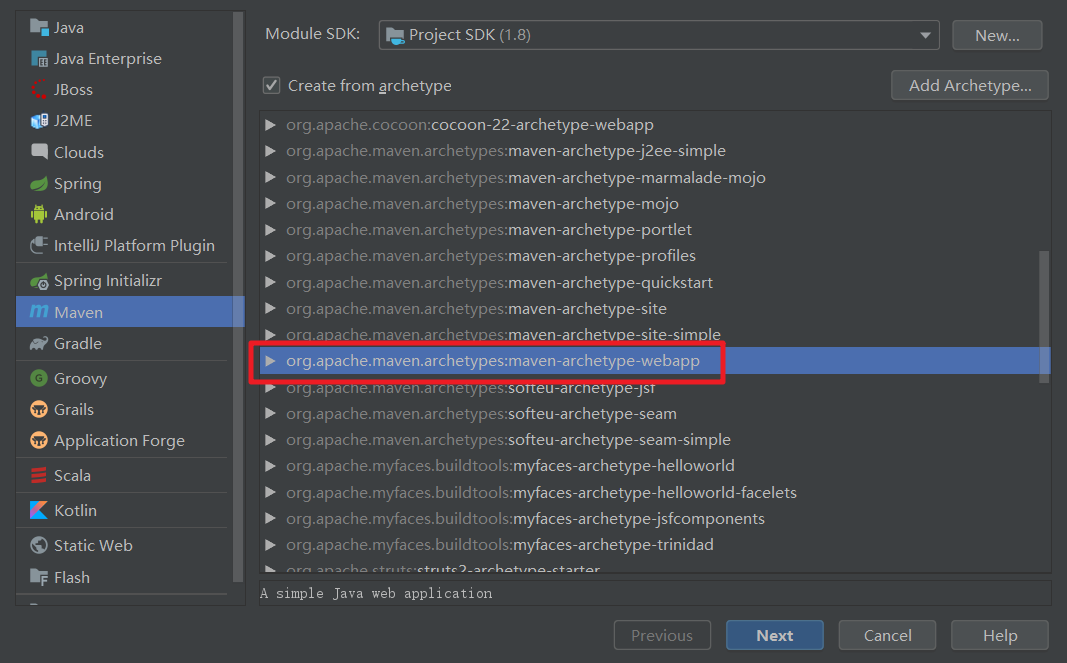 Java
Java Enterprise
JBoss
J2ME
Clouds
Spring
Android
IntelliJ Platform Plugin
Spring Initializr
Maven
Gradle
Groovy
Grails
Application Forge
Scala
Kotlin
Static Web
Flash
Module SDK:
Project SDK (1.8)
New...
Create from archetype
Add Archetype...
org.apache.cocoon:cocoon-22-archetype-webapp
org.apache.maven.archetypes:maven-archetype-j2ee-simple
org.apache.maven.archetypes:maven-archetype-marmalade-mojo
org.apache.maven.archetypes:maven-archetype-mojo
org.apache.maven.archetypes:maven-archetype-portlet
org.apache.maven.archetypes:maven-archetype-profiles
org.apache.maven.archetypes:maven-archetype-quickstart
org.apache.maven.archetypes:maven-archetype-site
org.apache.maven.archetypes:maven-archetype-site-simple
org.apache.maven.archetypes:maven-archetype-webapp
org.apache.maven.archetypes:softeu-archetype-jsf
org.apache.maven.archetypes:softeu-archetype-seam
org.apache.maven.archetypes:softeu-archetype-seam-simple
org.apache.myfaces.buildtools:myfaces-archetype-helloworld
org.apache.myfaces.buildtools:myfaces-archetype-helloworld-facelets
org.apache.myfaces.buildtools:myfaces-archetype-jsfcomponents
org.apache.myfaces.buildtools:myfaces-archetype-trinidad
org.apache.struts:struts2-archetype-starter
A simple Java web application
Previous
Next
Cancel
Help